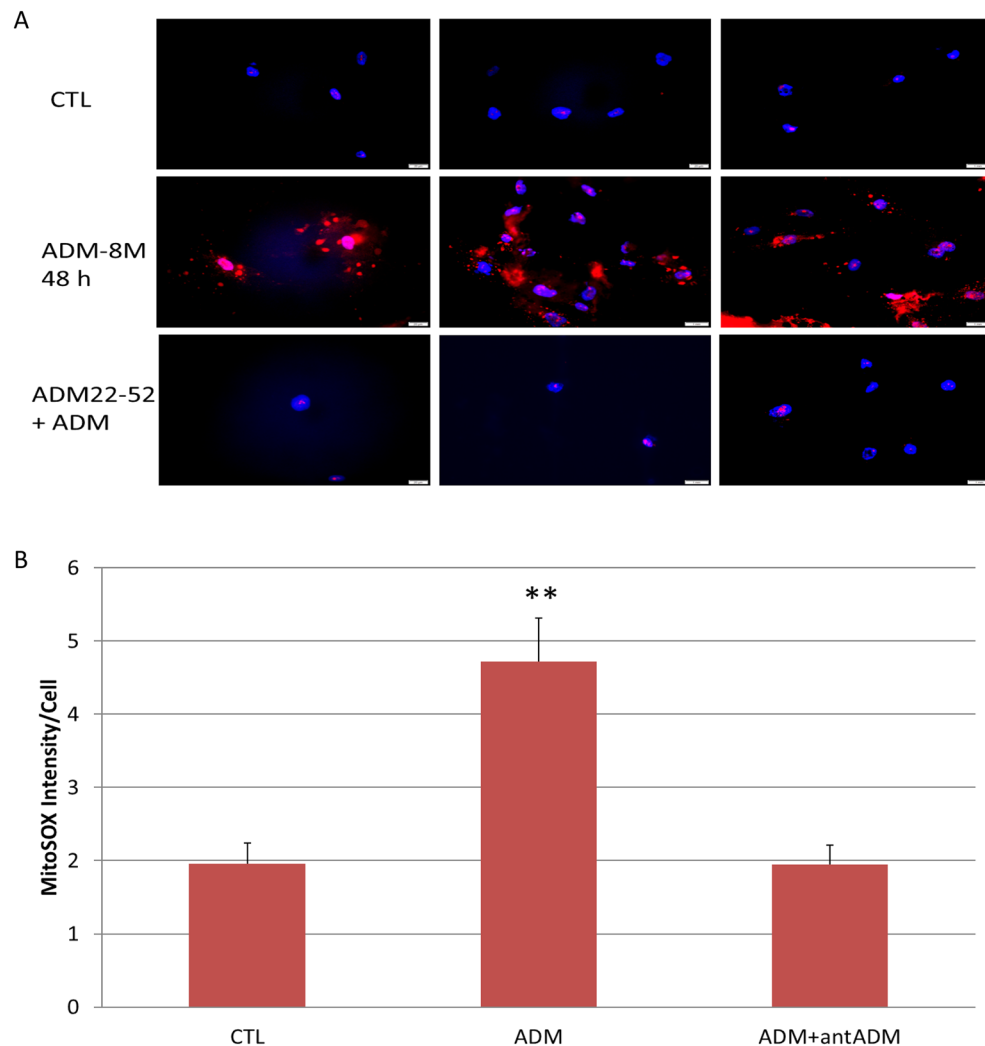 A
CTL
ADM-8M
48 h
ADM22-52
+ ADM
B
6
5
4
3
2
1
0
MitoSOX Intensity/Cell
**
CTL
ADM
ADM+antADM